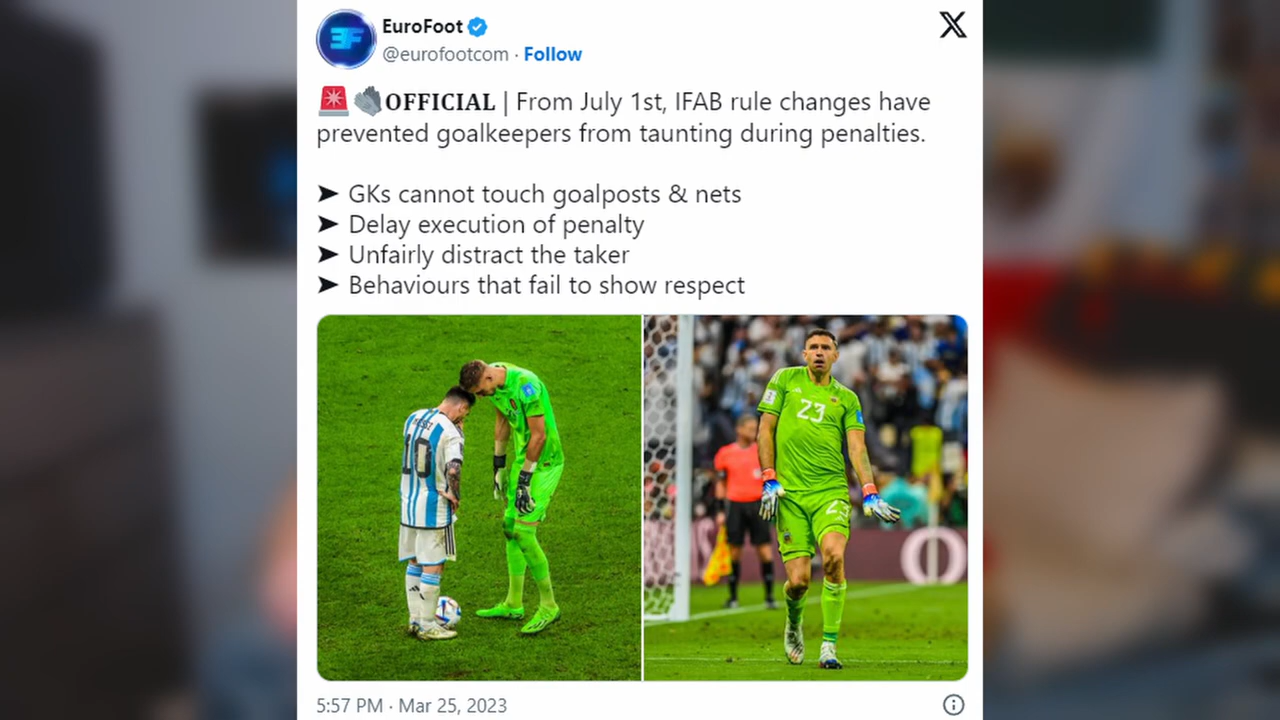 EuroFoot
@eurofootcom · Follow
🚨🧤OFFICIAL | From July 1st, IFAB rule changes have
prevented goalkeepers from taunting during penalties.
➤ GKs cannot touch goalposts & nets
➤ Delay execution of penalty
➤ Unfairly distract the taker
➤ Behaviours that fail to show respect
10
23
23
5:57 PM · Mar 25, 2023